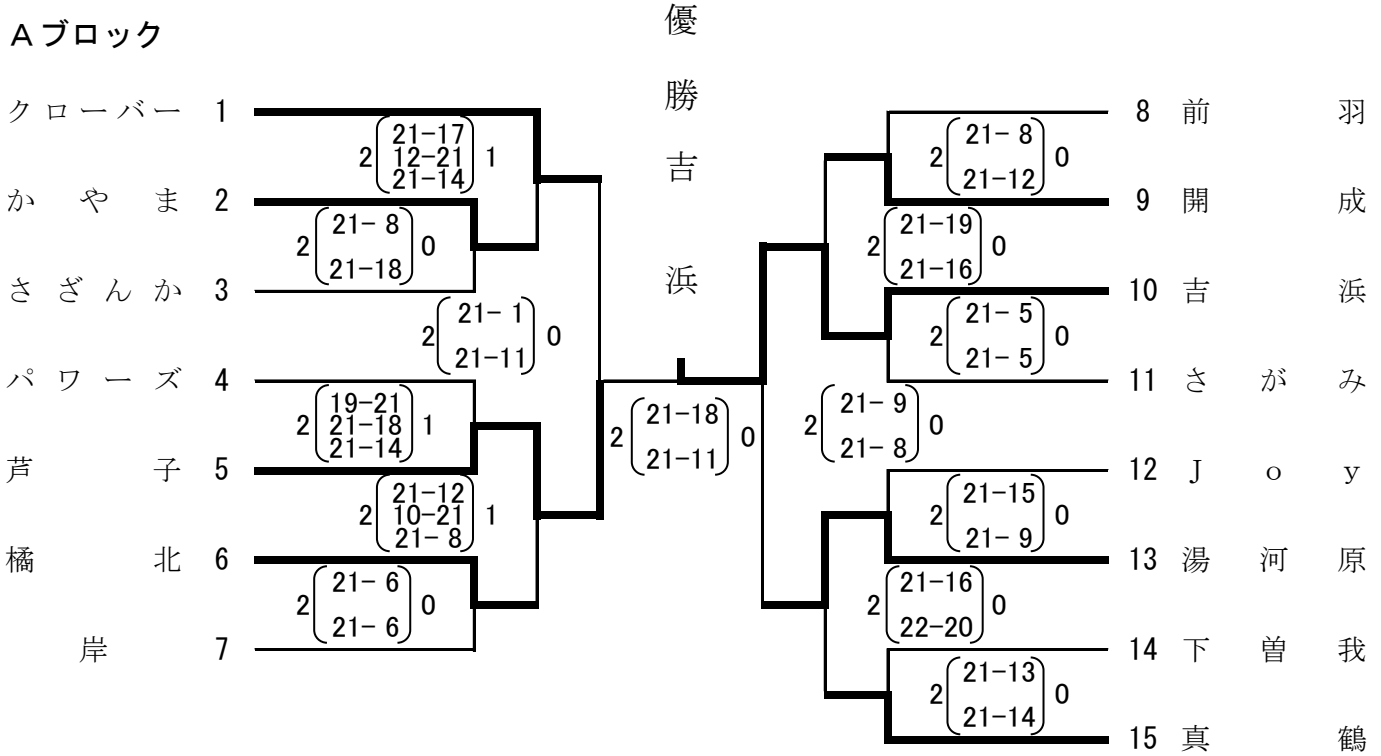 Aブロック
優勝 吉浜
クローバー 1
かやま 2
さざんか 3
パワーズ 4
芦子 5
橘北 6
岸 7
2 21-17 1
12-21
21-14
2 21- 8 0
21-18
2 21- 1 0
21-11
2 19-21 1
21-18
21-14
2 21-12 1
10-21
21- 8
2 21- 6 0
21- 6
2 21-18 0
21-11
8 前羽
9 開成
10 吉浜
11 さがみ
12 Joy
13 湯河原
14 下曽我
15 真鶴
2 21- 8 0
21-12
2 21-19 0
21-16
2 21- 5 0
21- 5
2 21- 9 0
21- 8
2 21-15 0
21- 9
2 21-16 0
22-20
2 21-13 0
21-14